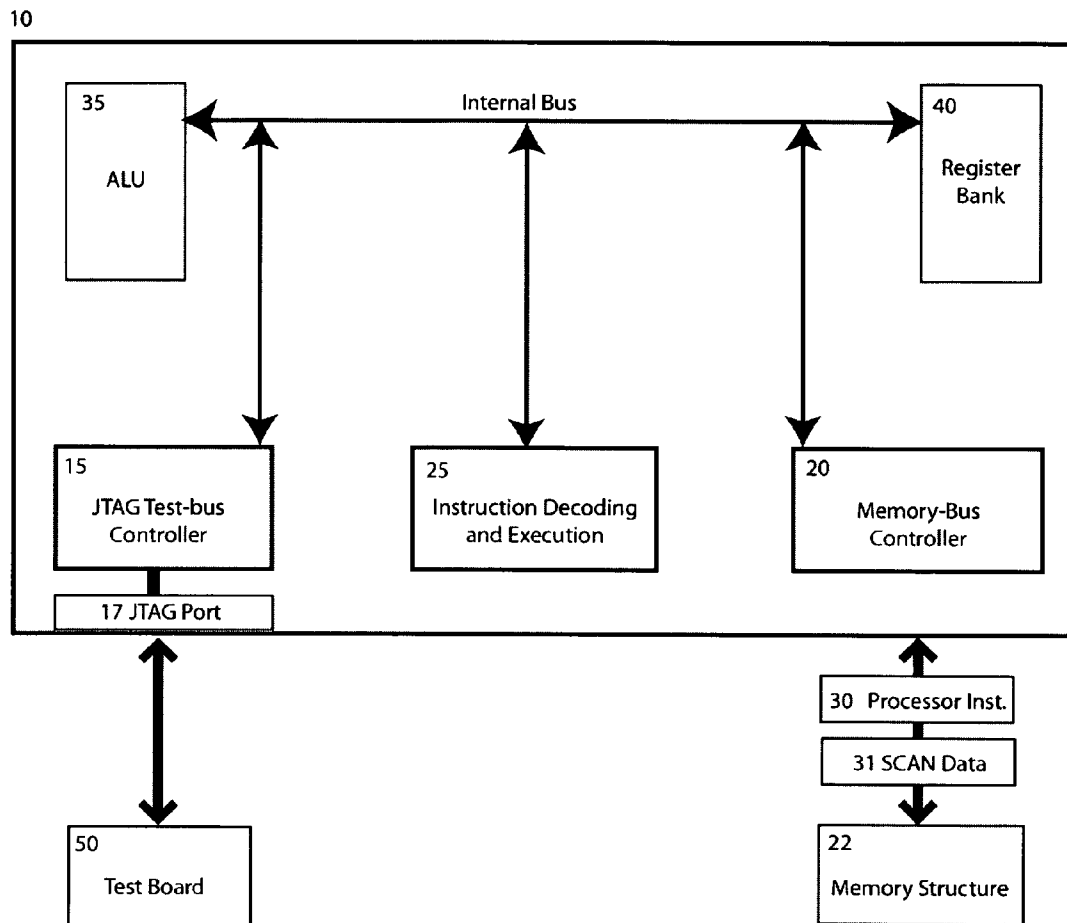 10
35
ALU
Internal Bus
40
Register
Bank
15
JTAG Test-bus
Controller
25
Instruction Decoding
and Execution
20
Memory-Bus
Controller
17 JTAG Port
30 Processor Inst.
31 SCAN Data
50
Test Board
22
Memory Structure